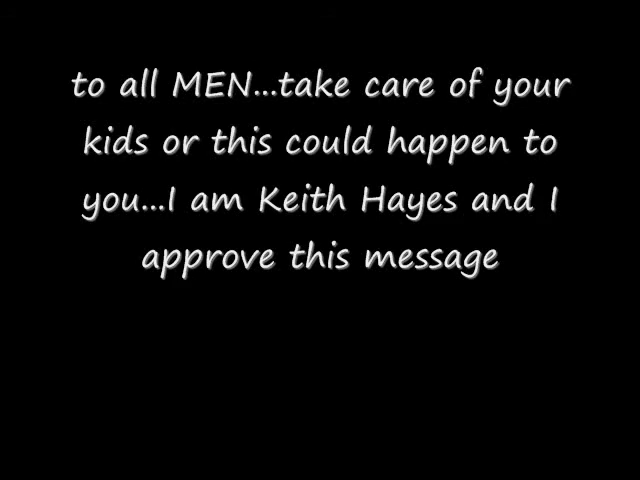 to all MEN...take care of your
kids or this could happen to
you...I am Keith Hayes and I
approve this message